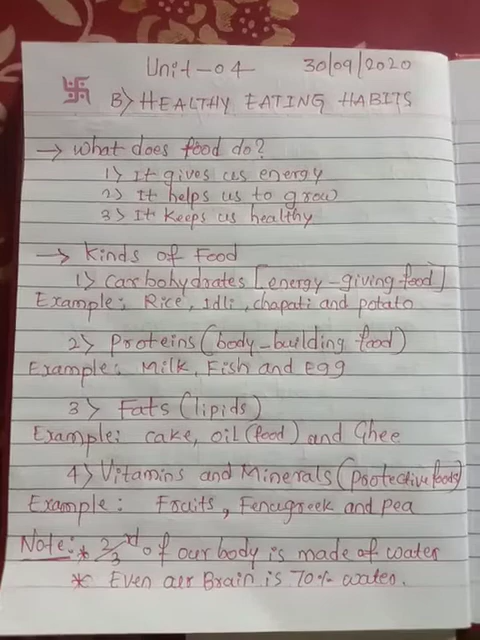 Unit-04 30/09/2020
卐 B> HEALTHY EATING HABITS
→ What does food do?
1> It gives us energy
2> It helps us to grow
3> It keeps us healthy
→ Kinds of Food
1> Carbohydrates [energy-giving food]
Example: Rice, Idli, chapati and potato
2> Proteins (body-building food)
Example: Milk, Fish and Egg
3> Fats (lipids)
Example: cake, oil (food) and Ghee
4> Vitamins and Minerals (protective foods)
Example: Fruits, Fenugreek and pea
Note: * 2/3rd of our body is made of water
* Even our Brain is 70% water.